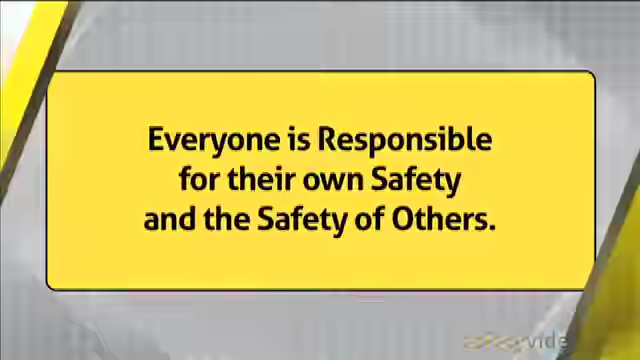 Everyone is Responsible
for their own Safety
and the Safety of Others.